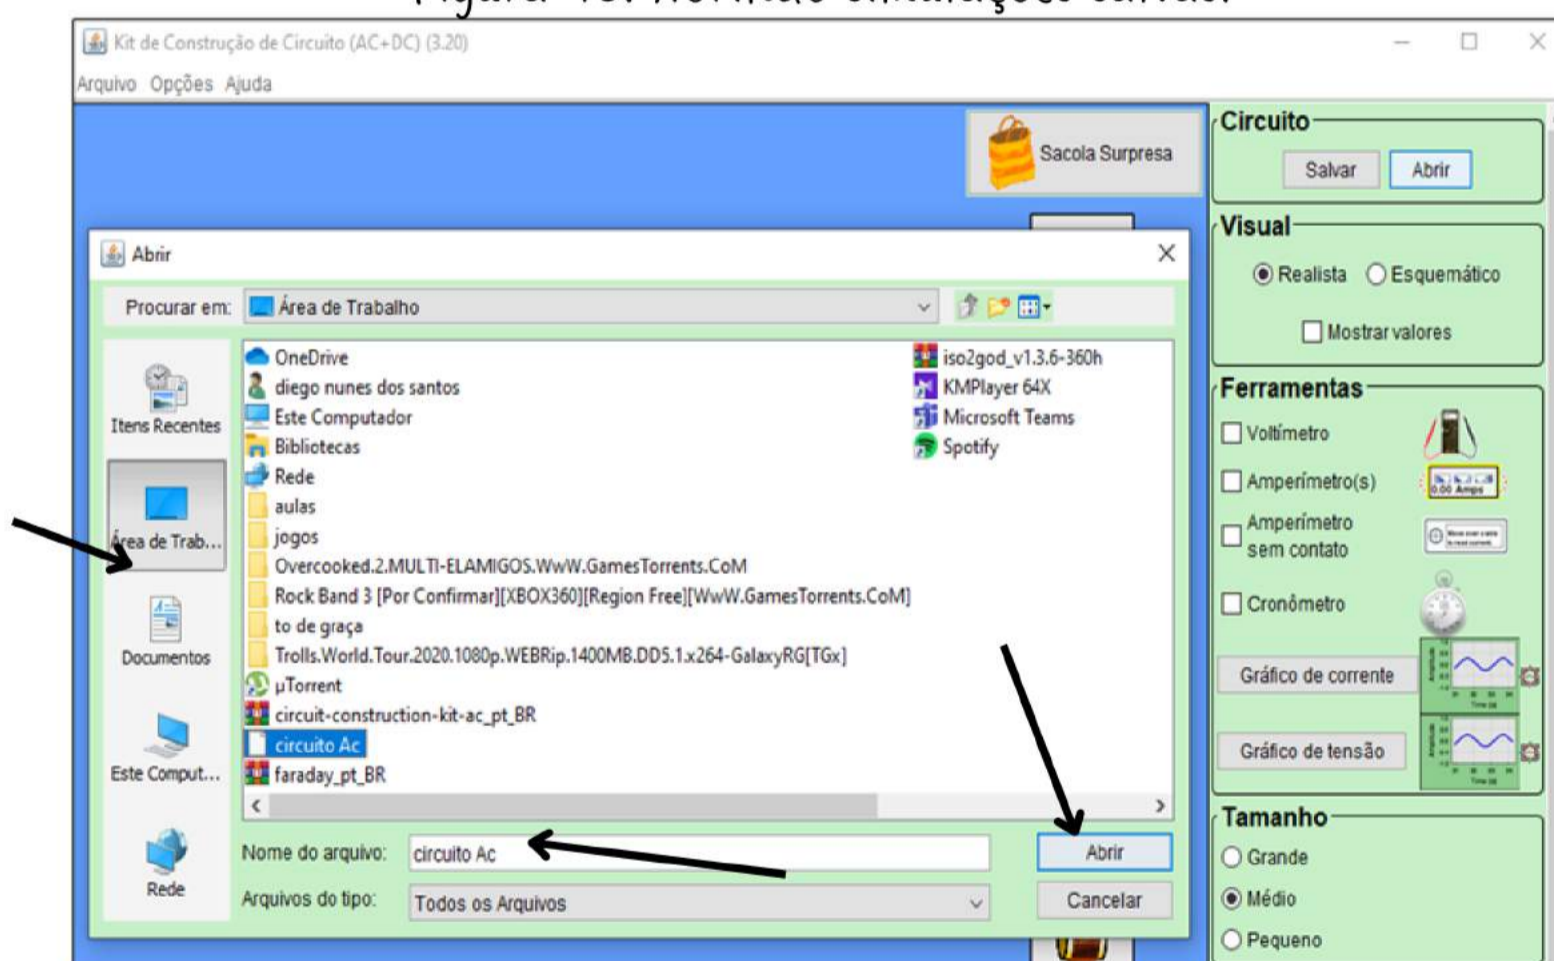 Kit de Construção de Circuito (AC+DC) (3.20)
Arquivo Opções Ajuda
Sacola Surpresa
Circuito
Salvar Abrir
Visual
Realista Esquemático
Mostrar valores
Ferramentas
Voltímetro
Amperímetro(s)
0.00 Amps
Amperímetro
sem contato
Cronômetro
Gráfico de corrente
Gráfico de tensão
Tamanho
Grande
Médio
Pequeno
Abrir
Procurar em: Área de Trabalho
Itens Recentes
Área de Trab...
Documentos
Este Comput...
Rede
OneDrive
diego nunes dos santos
Este Computador
Bibliotecas
Rede
aulas
jogos
Overcooked.2.MULTI-ELAMIGOS.WwW.GamesTorrents.CoM
Rock Band 3 [Por Confirmar][XBOX360][Region Free][WwW.GamesTorrents.CoM]
to de graça
Trolls.World.Tour.2020.1080p.WEBRip.1400MB.DD5.1.x264-GalaxyRG[TGx]
µTorrent
circuit-construction-kit-ac_pt_BR
circuito Ac
faraday_pt_BR
iso2god_v1.3.6-360h
KMPlayer 64X
Microsoft Teams
Spotify
Nome do arquivo: circuito Ac
Abrir
Arquivos do tipo: Todos os Arquivos
Cancelar